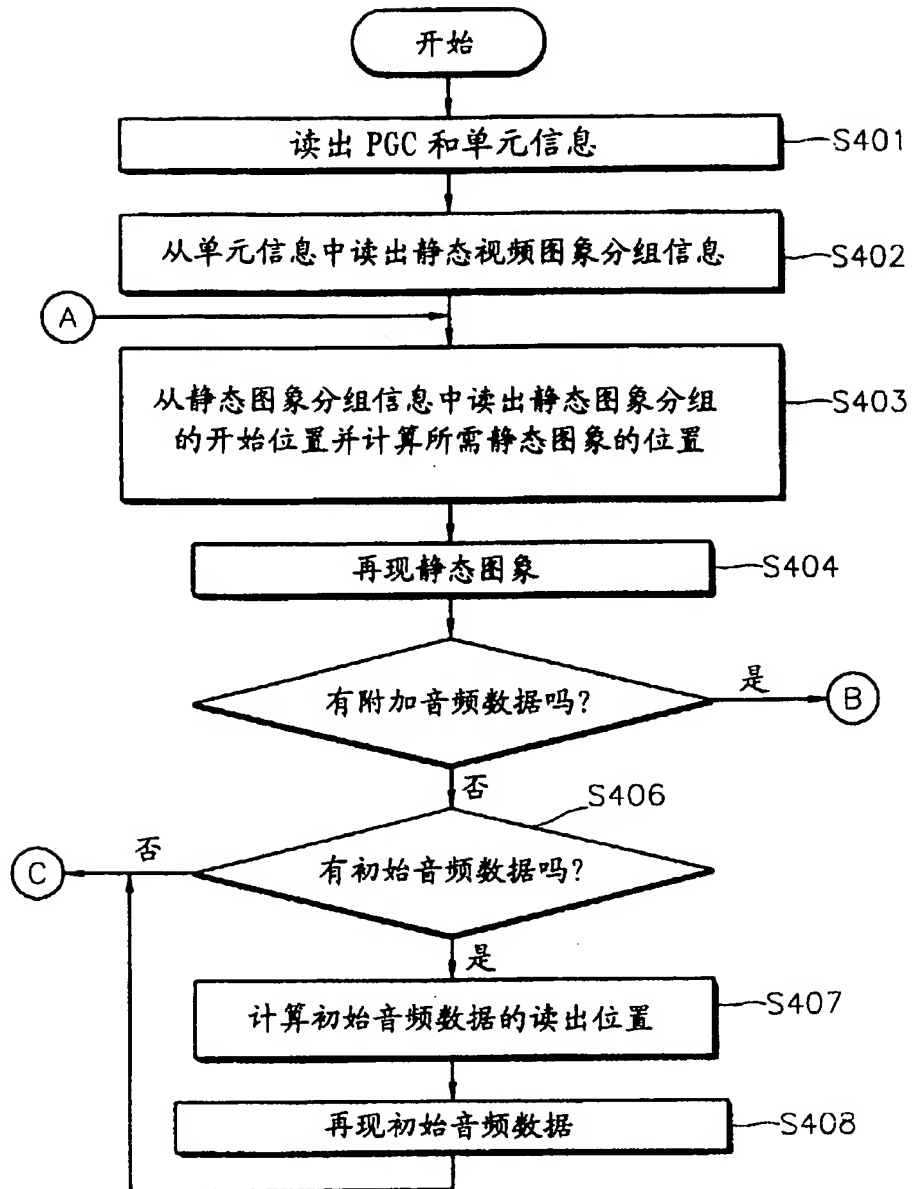 开始
读出 PGC 和单元信息
S401
从单元信息中读出静态视频图象分组信息
S402
A
从静态图象分组信息中读出静态图象分组
的开始位置并计算所需静态图象的位置
S403
再现静态图象
S404
有附加音频数据吗?
是
B
否
S406
有初始音频数据吗?
否
C
是
计算初始音频数据的读出位置
S407
再现初始音频数据
S408